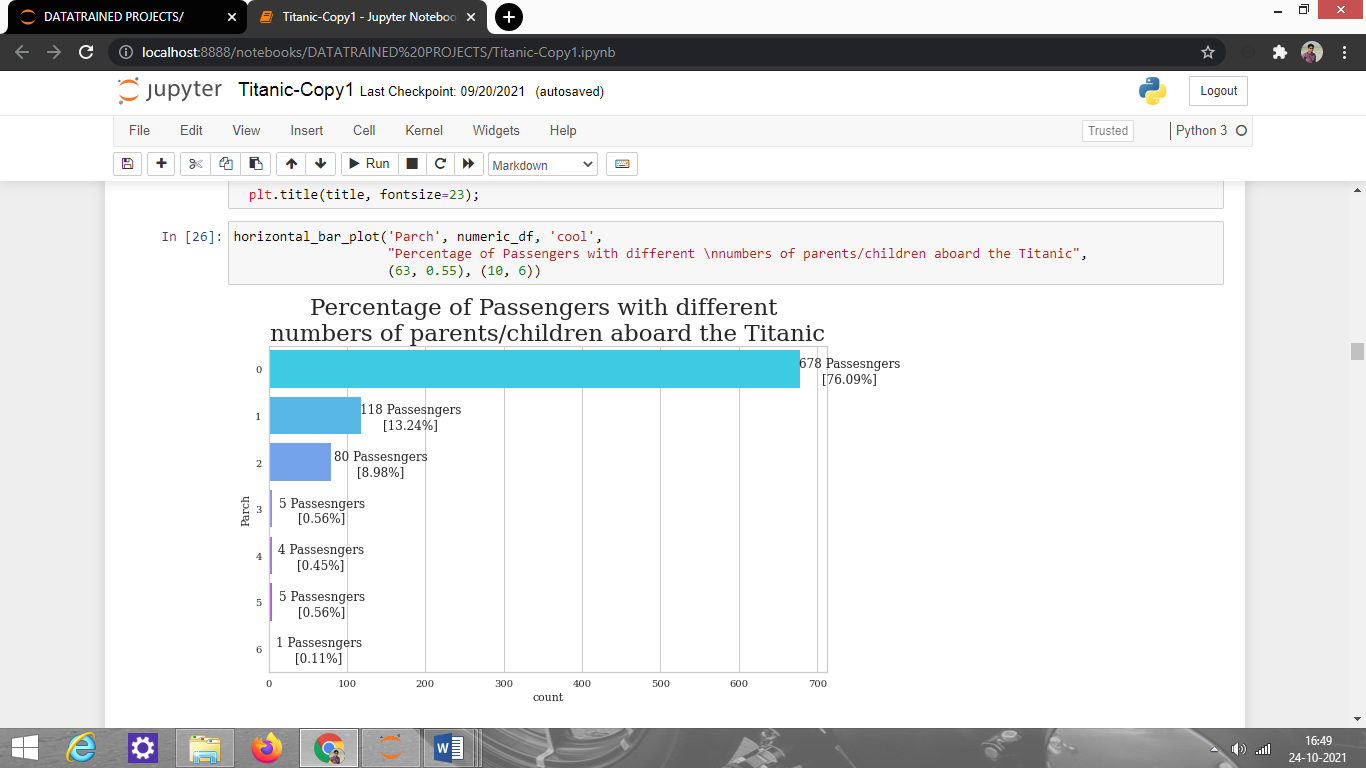 DATATRAINED PROJECTS/
Titanic-Copy1 - Jupyter Noteboo
localhost:8888/notebooks/DATATRAINED%20PROJECTS/Titanic-Copy1.ipynb
jupyter Titanic-Copy1 Last Checkpoint: 09/20/2021 (autosaved)
Logout
File Edit View Insert Cell Kernel Widgets Help
Trusted
Python 3
Run
Markdown
plt.title(title, fontsize=23);
In [26]: horizontal_bar_plot('Parch', numeric_df, 'cool',
"Percentage of Passengers with different \nnumbers of parents/children aboard the Titanic",
(63, 0.55), (10, 6))
Percentage of Passengers with different
numbers of parents/children aboard the Titanic
0
678 Passesngers
[76.09%]
1
118 Passesngers
[13.24%]
2
80 Passesngers
[8.98%]
Parch
3
5 Passesngers
[0.56%]
4
4 Passesngers
[0.45%]
5
5 Passesngers
[0.56%]
6
1 Passesngers
[0.11%]
0 100 200 300 400 500 600 700
count
16:49
24-10-2021